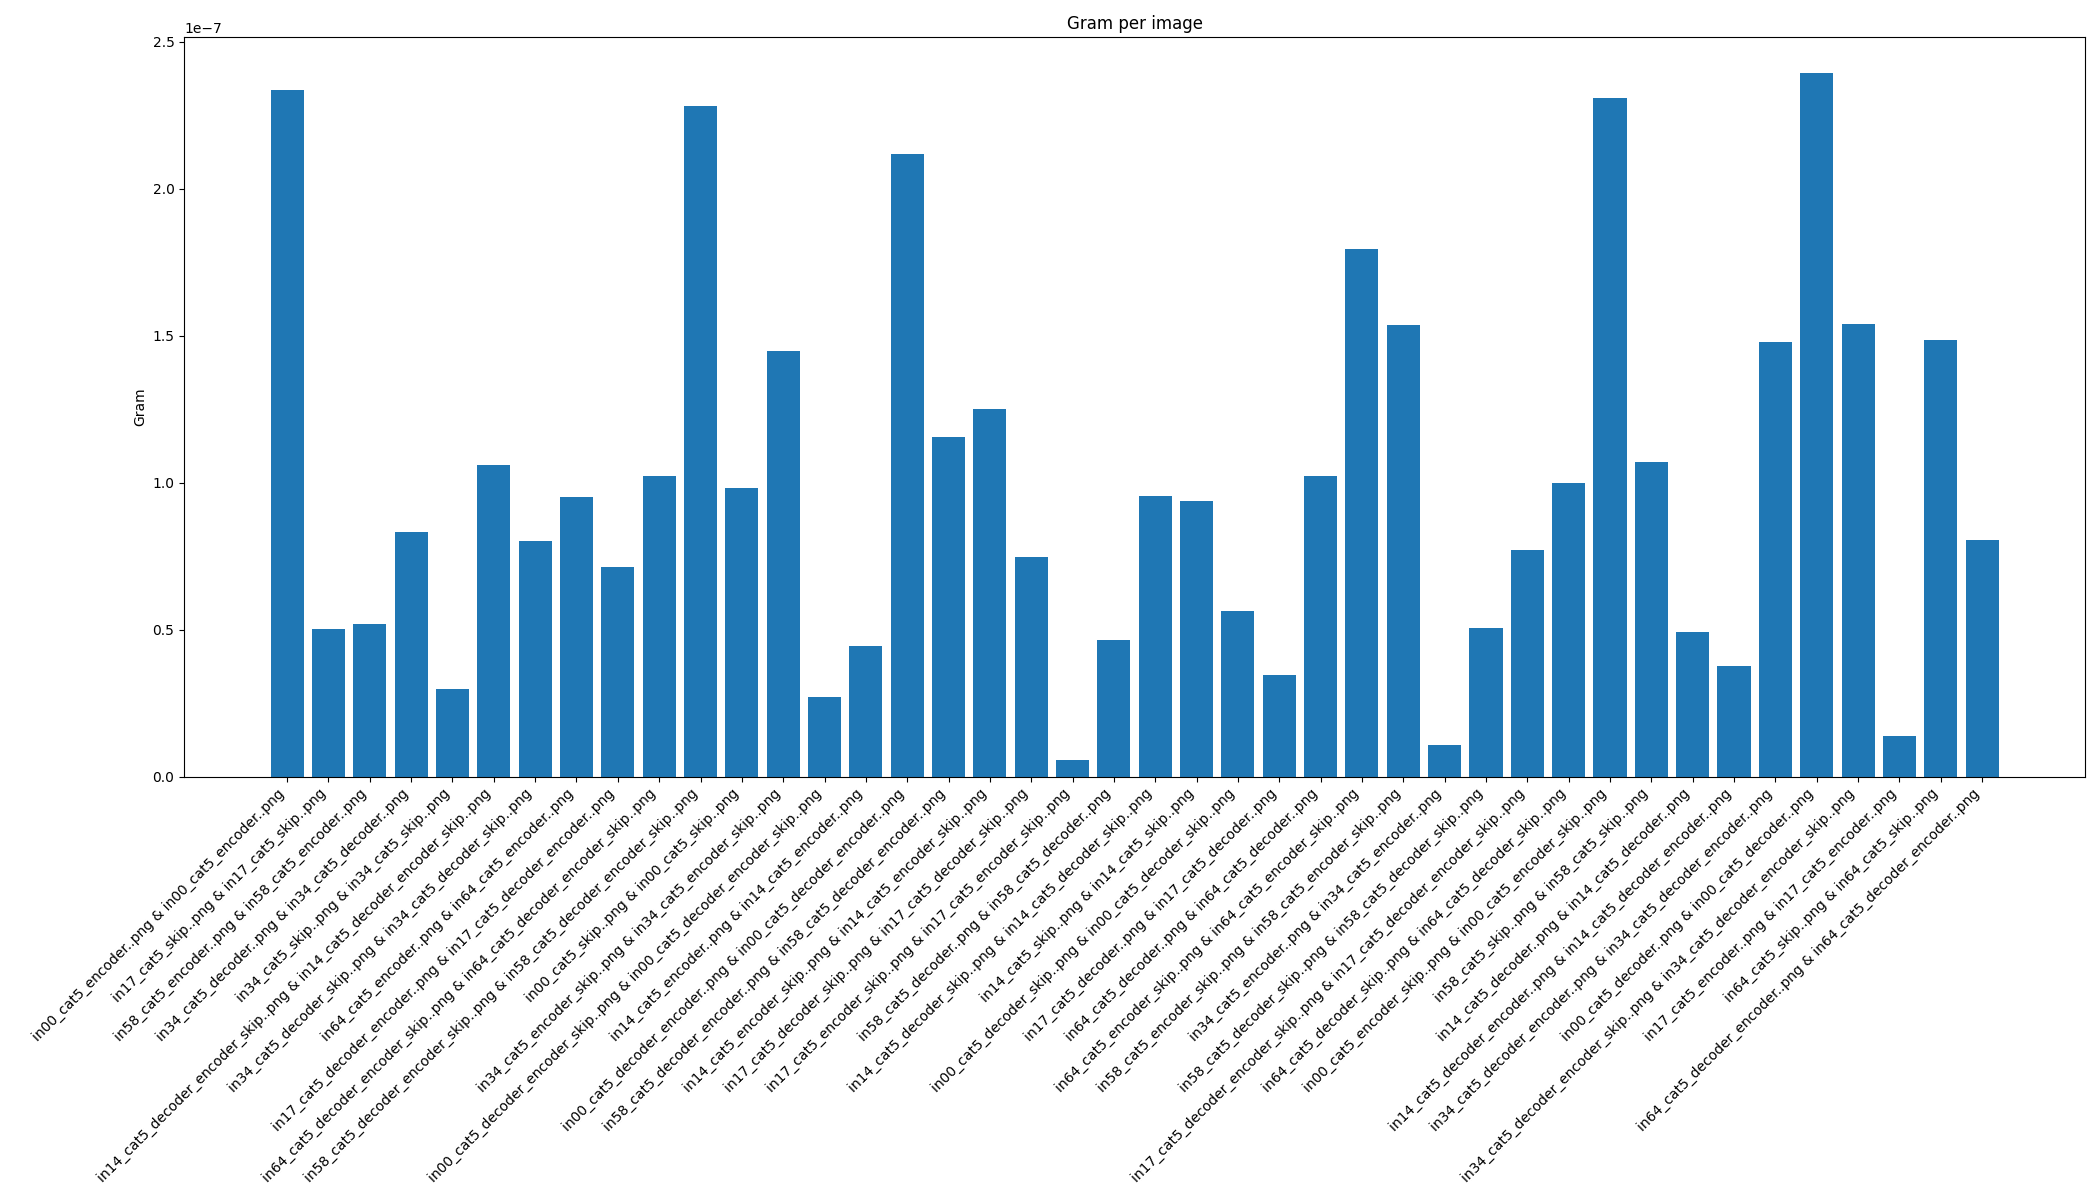 Gram per image
1e−7
2.5
2.0
1.5
1.0
0.5
0.0
Gram
in00_cat5_encoder..png & in00_cat5_encoder.png
in17_cat5_skip..png & in17_cat5_skip.png
in58_cat5_encoder..png & in58_cat5_encoder.png
in34_cat5_decoder..png & in34_cat5_decoder.png
in34_cat5_skip..png & in34_cat5_skip.png
in14_cat5_decoder_encoder_skip..png & in14_cat5_decoder_encoder_skip.png
in34_cat5_decoder_skip..png & in34_cat5_decoder_skip.png
in64_cat5_encoder..png & in64_cat5_encoder.png
in17_cat5_decoder_encoder..png & in17_cat5_decoder_encoder.png
in64_cat5_decoder_encoder_skip..png & in64_cat5_decoder_encoder_skip.png
in58_cat5_decoder_encoder_skip..png & in58_cat5_decoder_encoder_skip.png
in00_cat5_skip..png & in00_cat5_skip.png
in34_cat5_encoder_skip..png & in34_cat5_encoder_skip.png
in00_cat5_decoder_encoder_skip..png & in00_cat5_decoder_encoder_skip.png
in14_cat5_encoder..png & in14_cat5_encoder.png
in00_cat5_decoder_encoder..png & in00_cat5_decoder_encoder.png
in58_cat5_decoder_encoder..png & in58_cat5_decoder_encoder.png
in14_cat5_encoder_skip..png & in14_cat5_encoder_skip.png
in17_cat5_decoder_skip..png & in17_cat5_decoder_skip.png
in17_cat5_encoder_skip..png & in17_cat5_encoder_skip.png
in58_cat5_decoder..png & in58_cat5_decoder.png
in14_cat5_decoder_skip..png & in14_cat5_decoder_skip.png
in14_cat5_skip..png & in14_cat5_skip.png
in00_cat5_decoder_skip..png & in00_cat5_decoder_skip.png
in17_cat5_decoder..png & in17_cat5_decoder.png
in64_cat5_decoder..png & in64_cat5_decoder.png
in64_cat5_encoder_skip..png & in64_cat5_encoder_skip.png
in58_cat5_encoder_skip..png & in58_cat5_encoder_skip.png
in34_cat5_encoder..png & in34_cat5_encoder.png
in58_cat5_decoder_skip..png & in58_cat5_decoder_skip.png
in17_cat5_decoder_encoder_skip..png & in17_cat5_decoder_encoder_skip.png
in64_cat5_decoder_skip..png & in64_cat5_decoder_skip.png
in00_cat5_encoder_skip..png & in00_cat5_encoder_skip.png
in58_cat5_skip..png & in58_cat5_skip.png
in14_cat5_decoder..png & in14_cat5_decoder.png
in14_cat5_decoder_encoder..png & in14_cat5_decoder_encoder.png
in34_cat5_decoder_encoder..png & in34_cat5_decoder_encoder.png
in00_cat5_decoder..png & in00_cat5_decoder.png
in34_cat5_decoder_encoder_skip..png & in34_cat5_decoder_encoder_skip.png
in17_cat5_encoder..png & in17_cat5_encoder.png
in64_cat5_skip..png & in64_cat5_skip.png
in64_cat5_decoder_encoder..png & in64_cat5_decoder_encoder.png